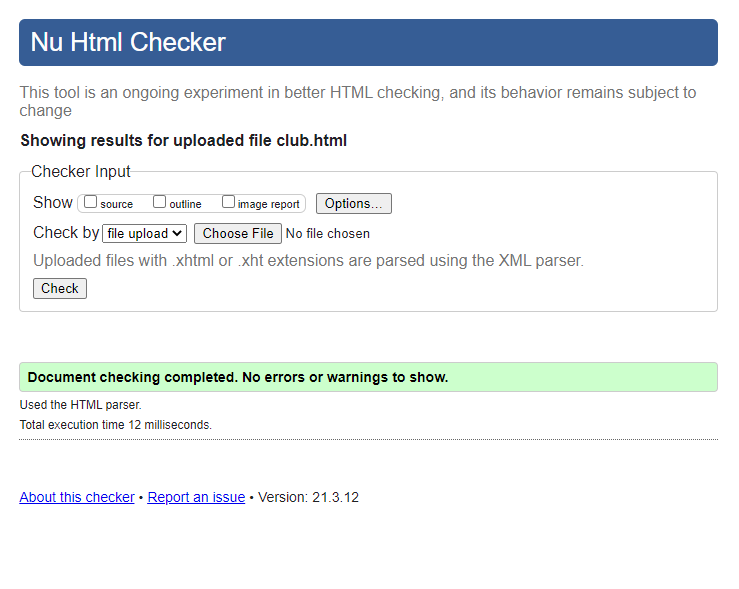 Nu Html Checker
This tool is an ongoing experiment in better HTML checking, and its behavior remains subject to
change
Showing results for uploaded file club.html
Checker Input
Show source outline image report Options...
Check by file upload Choose File No file chosen
Uploaded files with .xhtml or .xht extensions are parsed using the XML parser.
Check
Document checking completed. No errors or warnings to show.
Used the HTML parser.
Total execution time 12 milliseconds.
About this checker • Report an issue • Version: 21.3.12